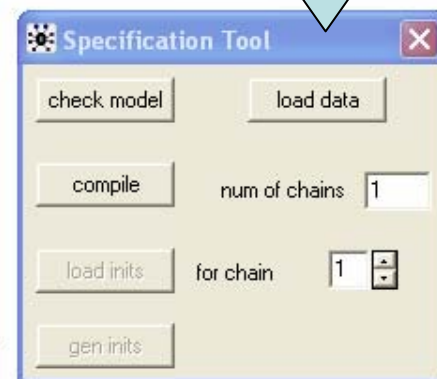 Specification Tool
check model load data
compile num of chains 1
load inits for chain 1
gen inits